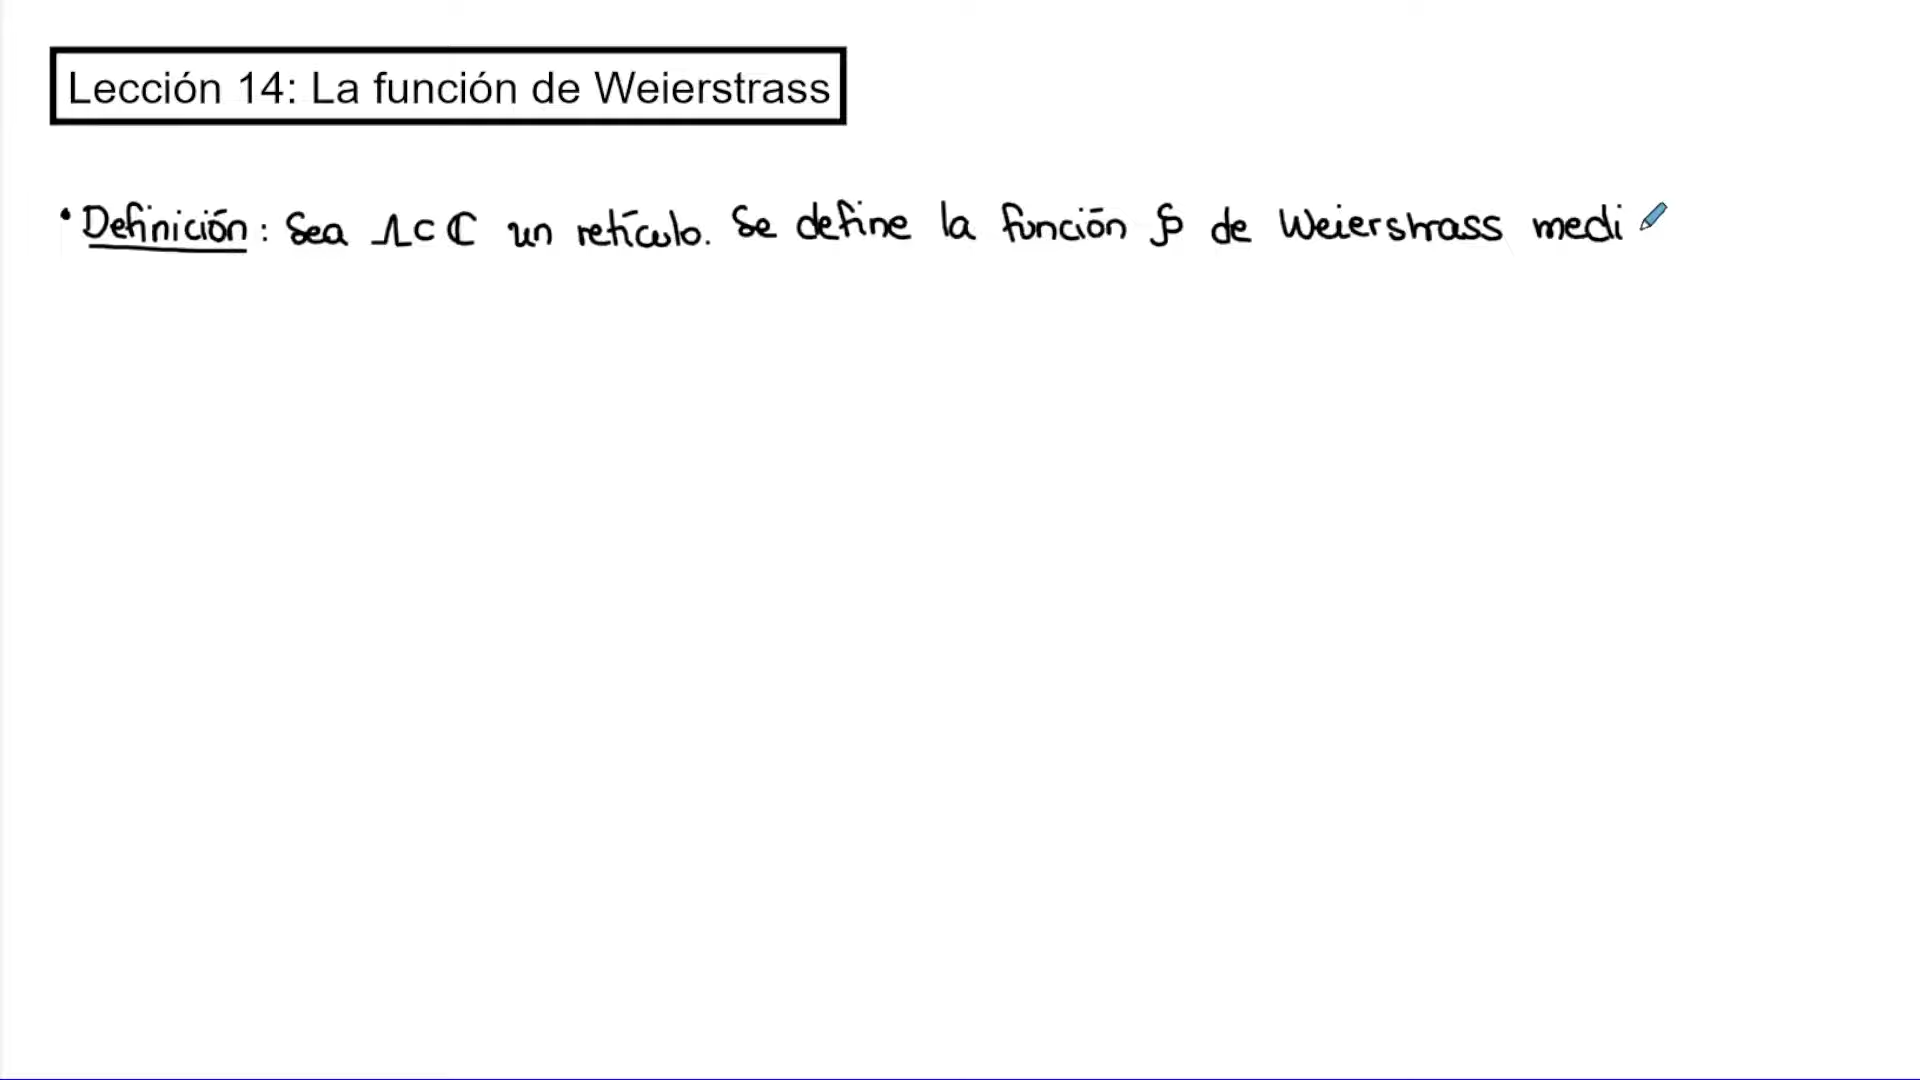 Lección 14: La función de Weierstrass
• Definición: Sea Λ⊂ℂ un retículo. Se define la función ℘ de Weierstrass medi